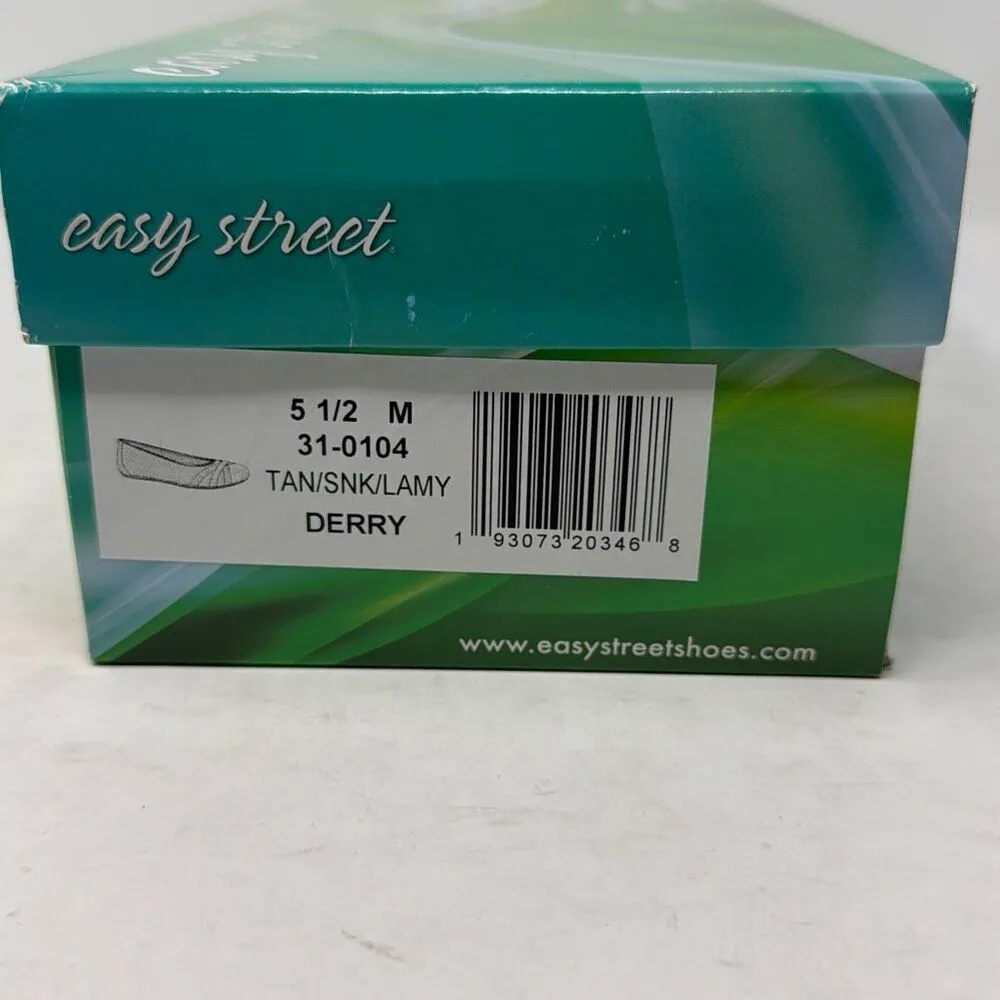 easy street
5 1/2 M
31-0104
TAN/SNK/LAMY
DERRY
1 93073 20346 8
www.easystreetshoes.com